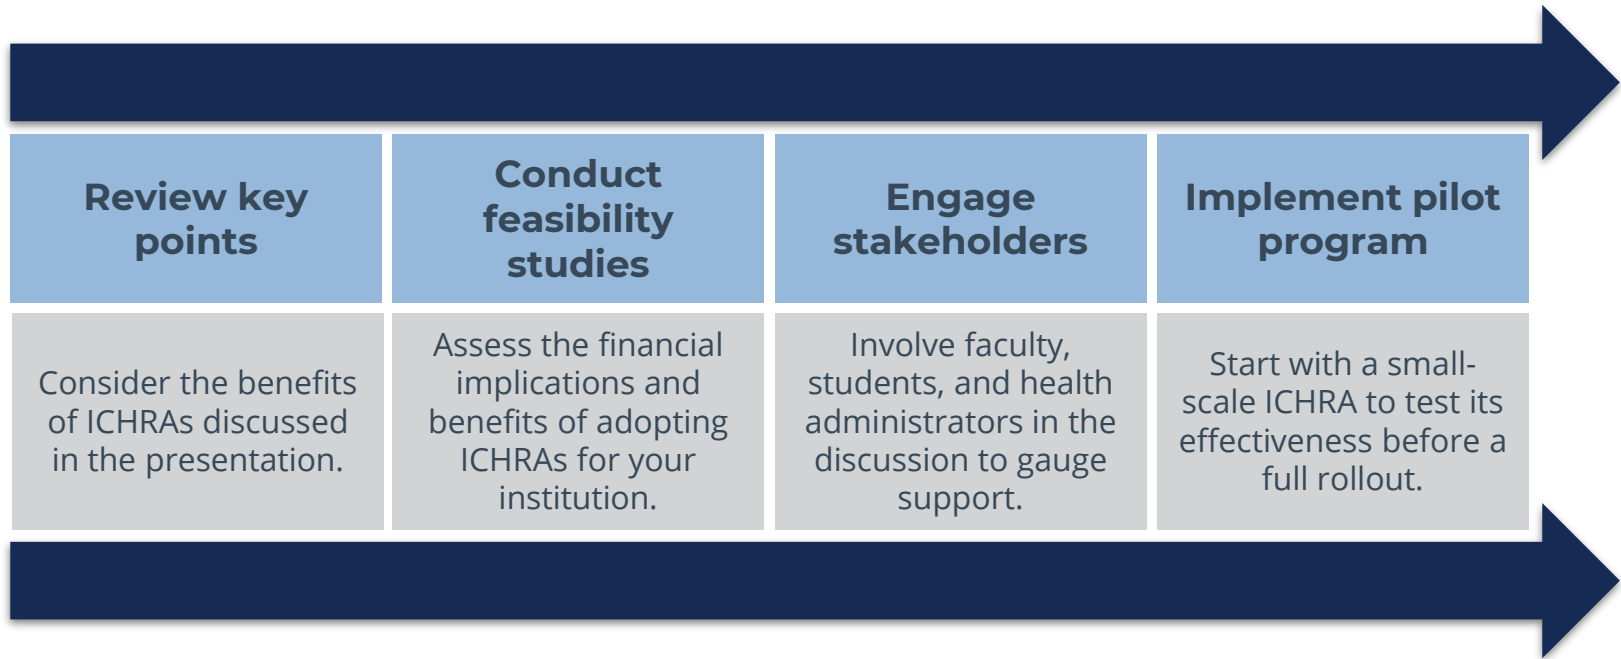 Review key
points
Conduct
feasibility
studies
Engage
stakeholders
Implement pilot
program
Consider the benefits
of ICHRAs discussed
in the presentation.
Assess the financial
implications and
benefits of adopting
ICHRAs for your
institution.
Involve faculty,
students, and health
administrators in the
discussion to gauge
support.
Start with a small-
scale ICHRA to test its
effectiveness before a
full rollout.